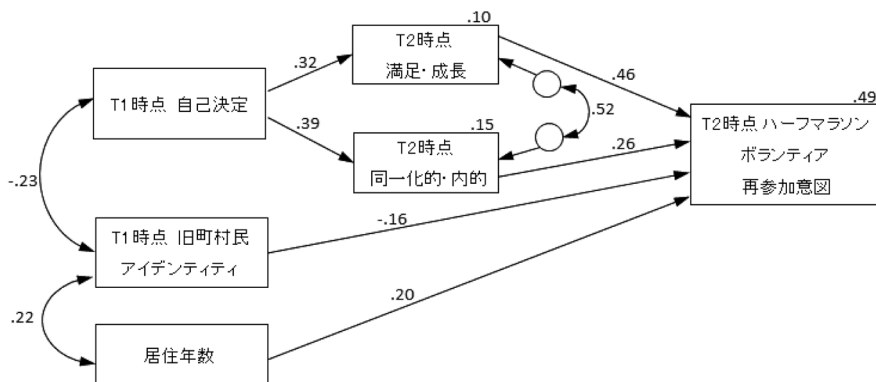 .10
T2時点
満足・成長
.32
.46
T1時点 自己決定
.52
.49
.39
.15
T2時点
同一化的・内的
.26
T2時点 ハーフマラソン
ボランティア
再参加意図
-.23
T1時点 旧町村民
アイデンティティ
-.16
.22
.20
居住年数